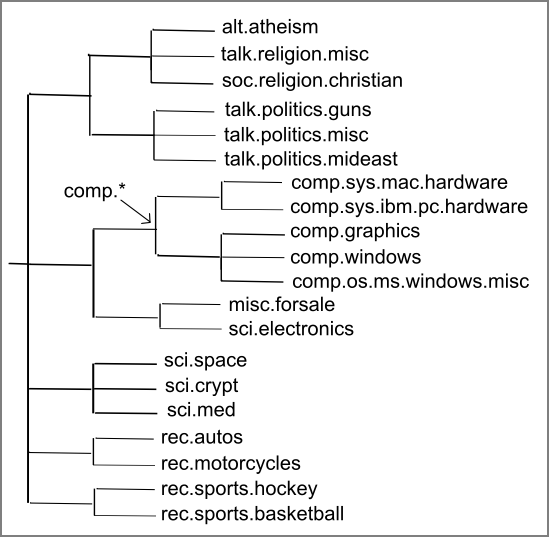 alt.atheism
talk.religion.misc
soc.religion.christian
talk.politics.guns
talk.politics.misc
talk.politics.mideast
comp.*
comp.sys.mac.hardware
comp.sys.ibm.pc.hardware
comp.graphics
comp.windows
comp.os.ms.windows.misc
misc.forsale
sci.electronics
sci.space
sci.crypt
sci.med
rec.autos
rec.motorcycles
rec.sports.hockey
rec.sports.basketball